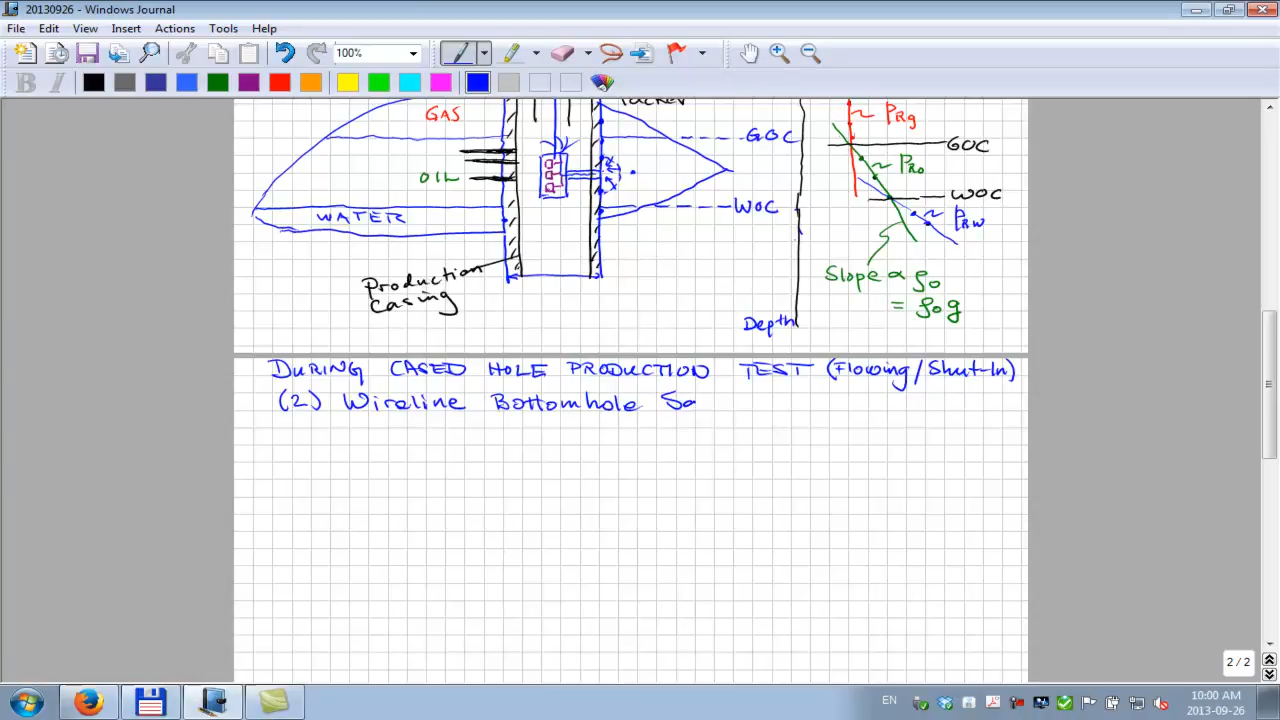 20130926 - Windows Journal
File Edit View Insert Actions Tools Help
100%
B I
Packer
GAS
GOC
OIL
WATER
WOC
Production
Casing
PRg
GOC
PRo
WOC
PRW
Slope ∝ ρo
= ρog
Depth
DURING CASED HOLE PRODUCTION TEST (Flowing/Shut-In)
(2) Wireline Bottomhole Sa
2 / 2
EN
10:00 AM
2013-09-26